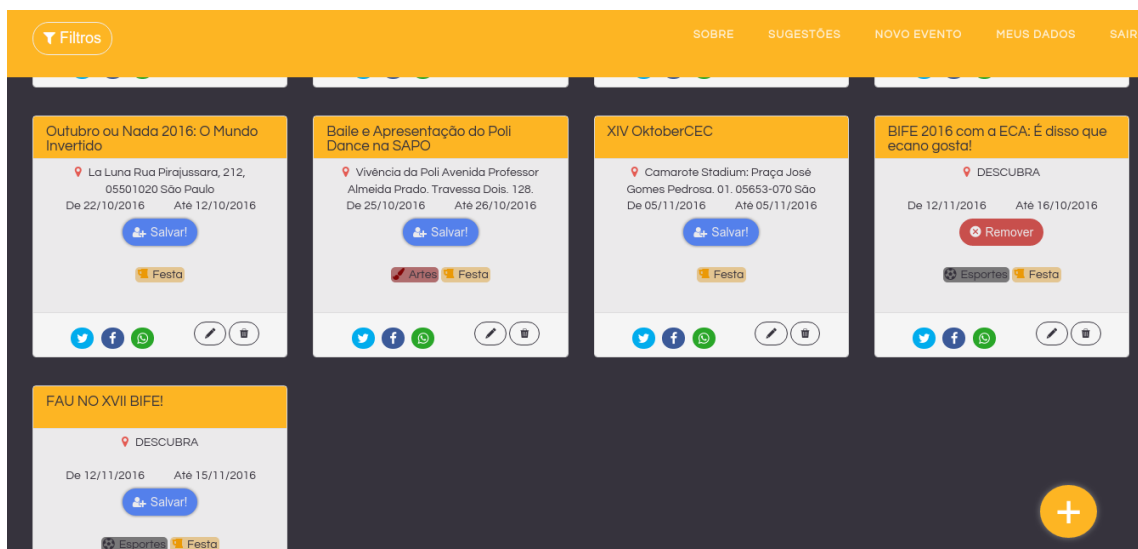 Filtros
SOBRE SUGESTÕES NOVO EVENTO MEUS DADOS SAIR
Outubro ou Nada 2016: O Mundo
Invertido
La Luna Rua Pirajussara, 212,
05501020 São Paulo
De 22/10/2016 Até 12/10/2016
Salvar!
Festa
Baile e Apresentação do Poli
Dance na SAPO
Vivência da Poli Avenida Professor
Almeida Prado. Travessa Dois. 128.
De 25/10/2016 Até 26/10/2016
Salvar!
Artes Festa
XIV OktoberCEC
Camarote Stadium: Praça José
Gomes Pedrosa. 01. 05653-070 São
De 05/11/2016 Até 05/11/2016
Salvar!
Festa
BIFE 2016 com a ECA: É disso que
ecano gosta!
DESCUBRA
De 12/11/2016 Até 16/10/2016
Remover
Esportes Festa
FAU NO XVII BIFE!
DESCUBRA
De 12/11/2016 Até 15/11/2016
Salvar!
Esportes Festa